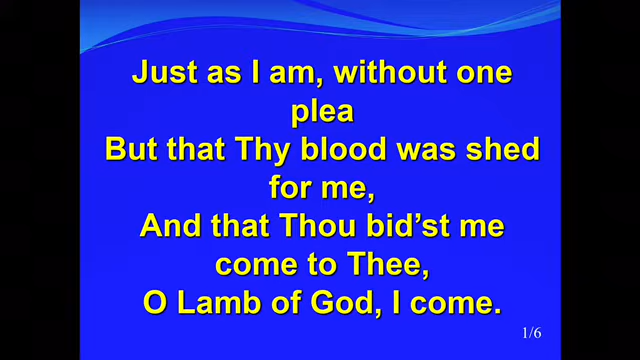 Just as I am, without one
plea
But that Thy blood was shed
for me,
And that Thou bid’st me
come to Thee,
O Lamb of God, I come.
1/6